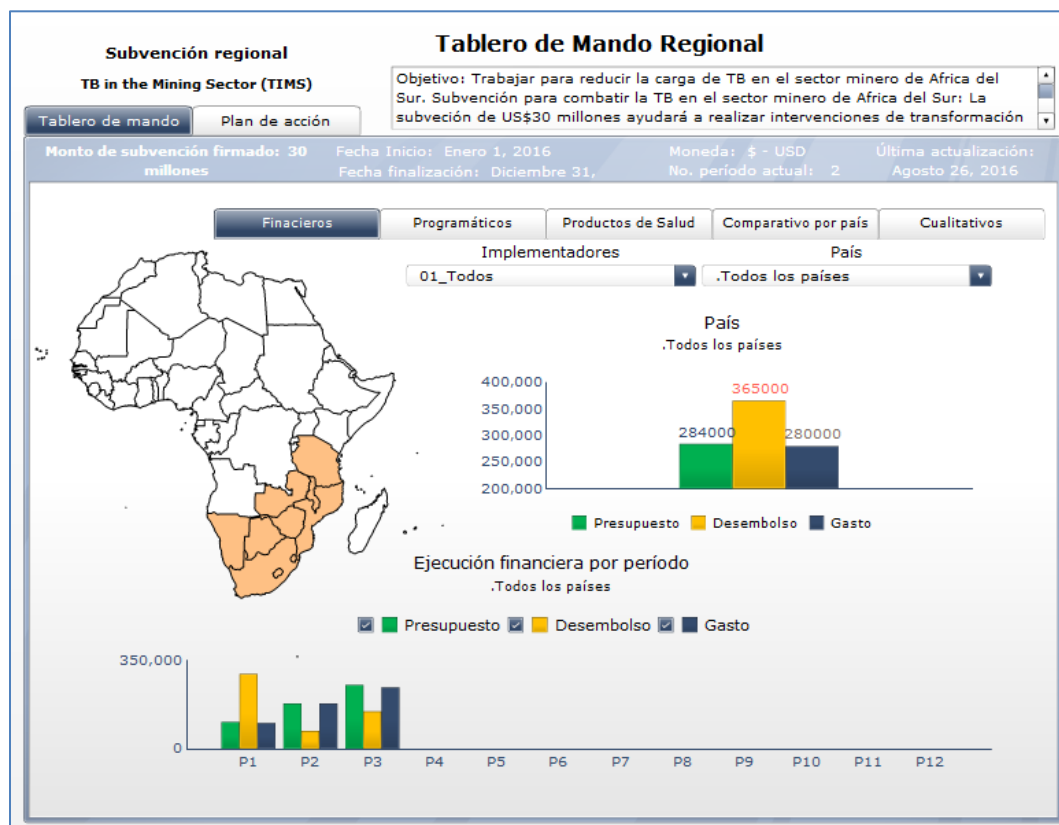 Subvención regional
TB in the Mining Sector (TIMS)
Tablero de Mando Regional
Objetivo: Trabajar para reducir la carga de TB en el sector minero de Africa del
Sur. Subvención para combatir la TB en el sector minero de Africa del Sur: La
subveción de US$30 millones ayudará a realizar intervenciones de transformación
Tablero de mando
Plan de acción
Monto de subvención firmado: 30
millones
Fecha Inicio: Enero 1, 2016
Fecha finalización: Diciembre 31,
Moneda: $ - USD
No. período actual: 2
Última actualización:
Agosto 26, 2016
Finacieros
Programáticos
Productos de Salud
Comparativo por país
Cualitativos
Implementadores
País
01_Todos
.Todos los países
País
.Todos los países
400,000
350,000
300,000
250,000
200,000
365000
284000
280000
Presupuesto Desembolso Gasto
Ejecución financiera por período
.Todos los países
Presupuesto Desembolso Gasto
350,000
0
P1 P2 P3 P4 P5 P6 P7 P8 P9 P10 P11 P12